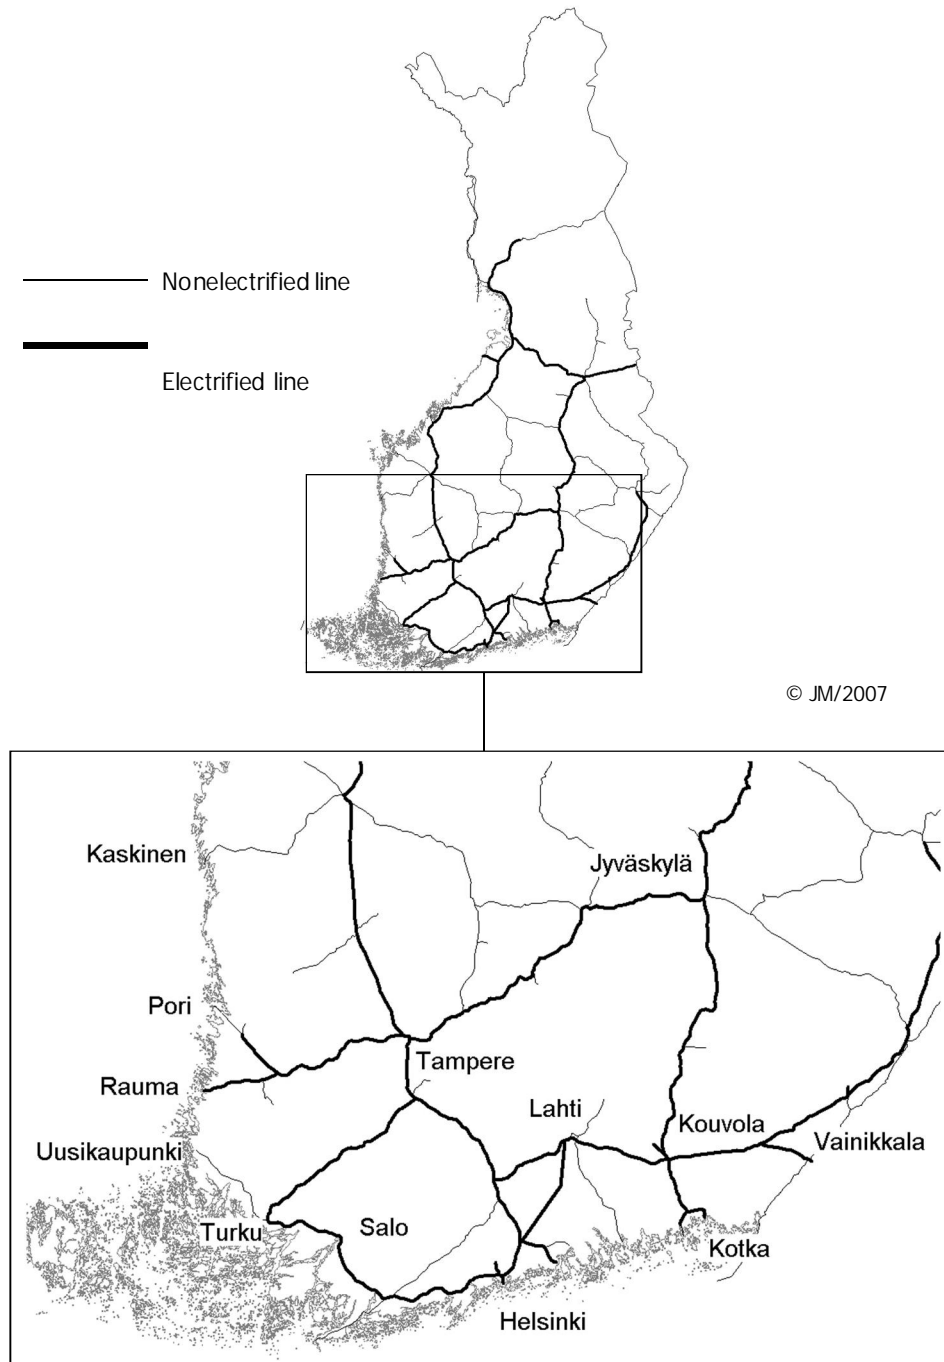 Nonelectrified line
Electrified line
© JM/2007
Kaskinen
Jyväskylä
Pori
Tampere
Rauma
Lahti
Kouvola
Uusikaupunki
Vainikkala
Turku
Salo
Kotka
Helsinki